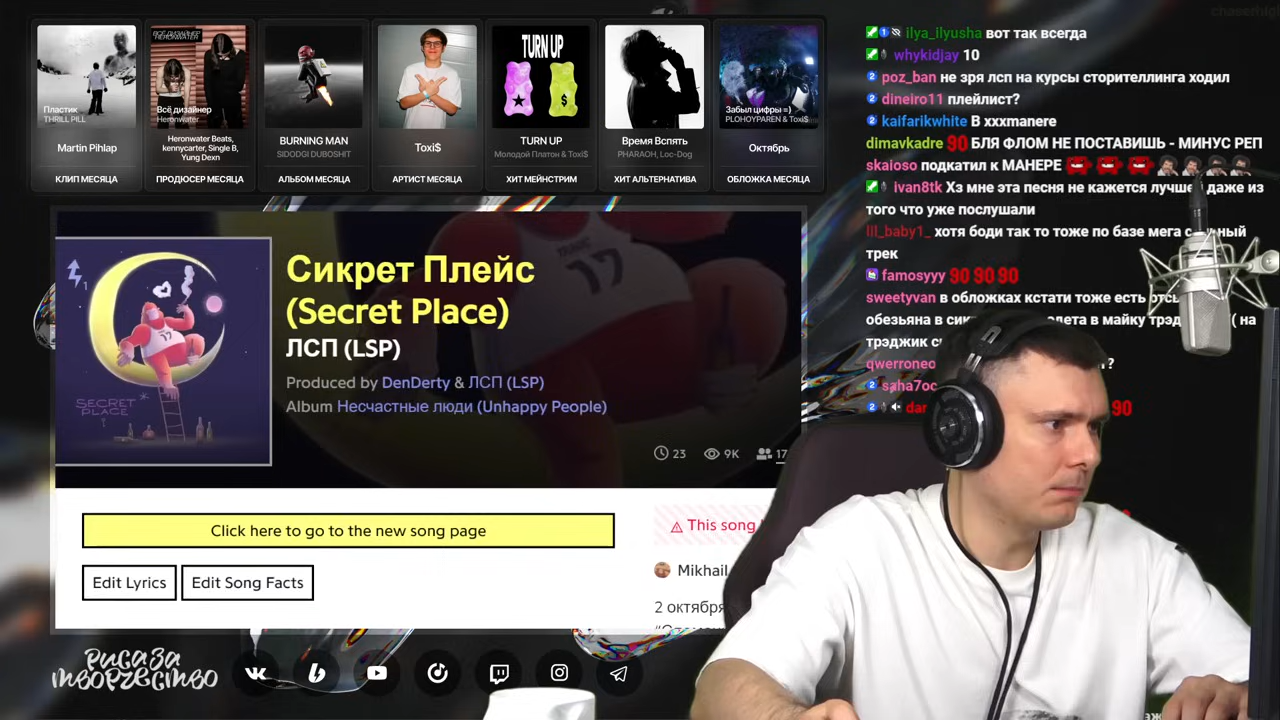 Пластик
THRILL PILL
Martin Pihlap
КЛИП МЕСЯЦА
ВСЁ ДИЗАЙНЕР
HERONWATER
Всё дизайнер
Heronwater
Heronwater Beats,
kennycarter, Single B,
Yung Dexn
ПРОДЮСЕР МЕСЯЦА
BURNING MAN
SIDODGI DUBOSHIT
АЛЬБОМ МЕСЯЦА
Toxi$
АРТИСТ МЕСЯЦА
TURN UP
TURN UP
Молодой Платон & Toxi$
ХИТ МЕЙНСТРИМ
Время Вспять
PHARAOH, Loc-Dog
ХИТ АЛЬТЕРНАТИВА
Забыл цифры =)
PLOHOYPAREN & Toxi$
Октябрь
ОБЛОЖКА МЕСЯЦА
Сикрет Плейс
(Secret Place)
ЛСП (LSP)
Produced by DenDerty & ЛСП (LSP)
Album Несчастные люди (Unhappy People)
23 9K 17
17
SECRET
PLACE
Click here to go to the new song page
Edit Lyrics Edit Song Facts
This song
Mikhail
2 октября
рисаза
творчество
ilya_ilyusha вот так всегда
whykidjay 10
poz_ban не зря лсп на курсы сторителлинга ходил
dineiro11 плейлист?
kaifarikwhite В хххmanere
dimavkadre 90 БЛЯ ФЛОМ НЕ ПОСТАВИШЬ - МИНУС РЕП
skaioso подкатил к МАНЕРЕ
ivan8tk Хз мне эта песня не кажется лучше даже из
того что уже послушали
lil_baby1_ хотя боди так то тоже по базе мега
трек
famosyyy 90 90 90
sweetyvan в обложках кстати тоже есть
обезьяна в в майку
qwerroneo
90